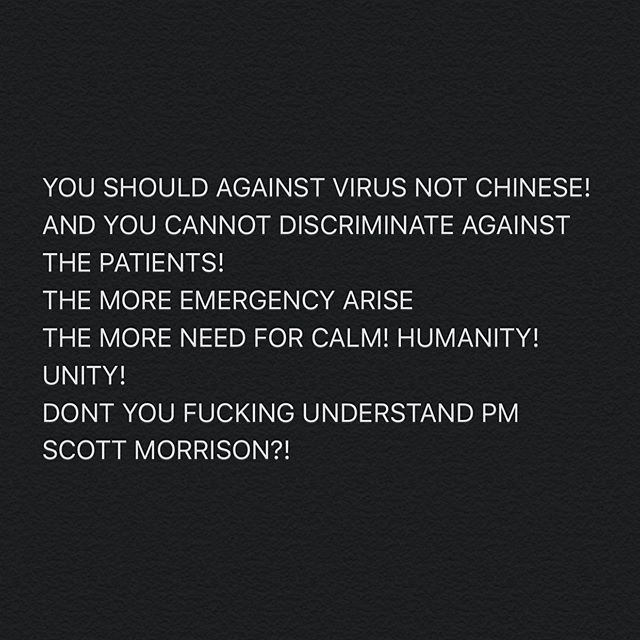 YOU SHOULD AGAINST VIRUS NOT CHINESE!
AND YOU CANNOT DISCRIMINATE AGAINST
THE PATIENTS!
THE MORE EMERGENCY ARISE
THE MORE NEED FOR CALM! HUMANITY!
UNITY!
DONT YOU FUCKING UNDERSTAND PM
SCOTT MORRISON?!